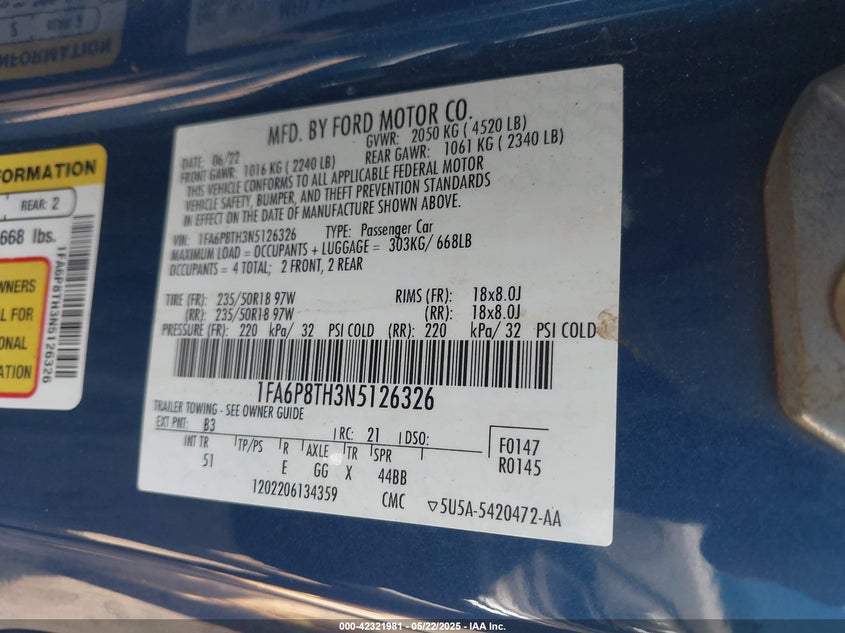 MFD. BY FORD MOTOR CO.
DATE: 06/22 GVWR: 2050 KG ( 4520 LB)
FRONT GAWR: 1016 KG ( 2240 LB) REAR GAWR: 1061 KG ( 2340 LB)
THIS VEHICLE CONFORMS TO ALL APPLICABLE FEDERAL MOTOR
VEHICLE SAFETY, BUMPER, AND THEFT PREVENTION STANDARDS
IN EFFECT ON THE DATE OF MANUFACTURE SHOWN ABOVE.
VIN: 1FA6P8TH3N5126326 TYPE: Passenger Car
MAXIMUM LOAD = OCCUPANTS + LUGGAGE = 303KG/ 668LB
OCCUPANTS = 4 TOTAL; 2 FRONT, 2 REAR
TIRE (FR): 235/50R18 97W RIMS (FR): 18x8.0J
(RR): 235/50R18 97W (RR): 18x8.0J
PRESSURE (FR): 220 kPa/ 32 PSI COLD (RR): 220 kPa/ 32 PSI COLD
1FA6P8TH3N5126326
TRAILER TOWING - SEE OWNER GUIDE
EXT PNT: B3 RC: 21 DSO:
INT TR TP/PS R AXLE TR SPR
51 E GG X 44BB
F0147
R0145
1202206134359 CMC ▽5U5A-5420472-AA
ORMATION
REAR: 2
668 lbs.
1FA6P8TH3N5126326
WNERS
AL FOR
ONAL
ATION
REAR 2
INFORMATION
000-42321981 - 05/22/2025 - IAA Inc.